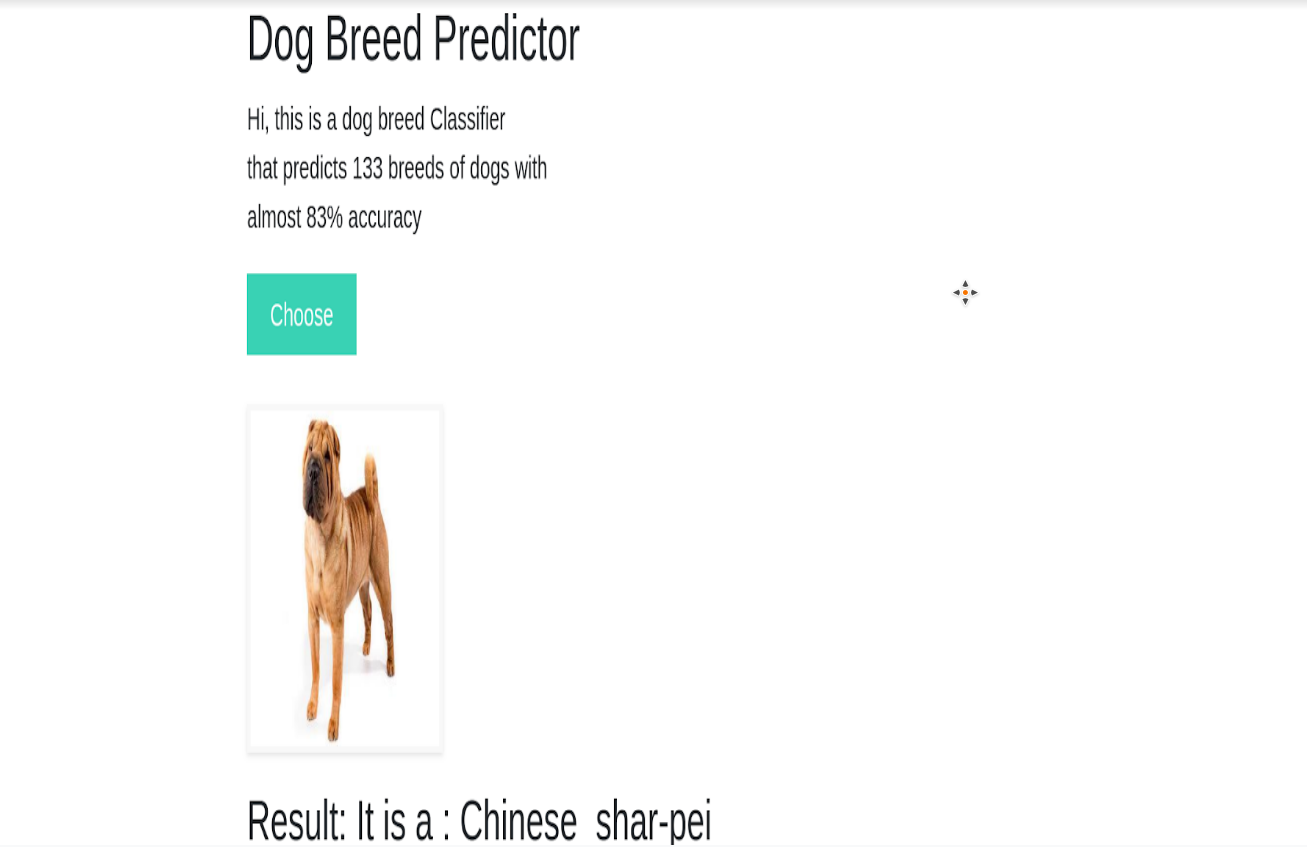 Dog Breed Predictor
Hi, this is a dog breed Classifier
that predicts 133 breeds of dogs with
almost 83% accuracy
Choose
Result: It is a : Chinese  shar-pei